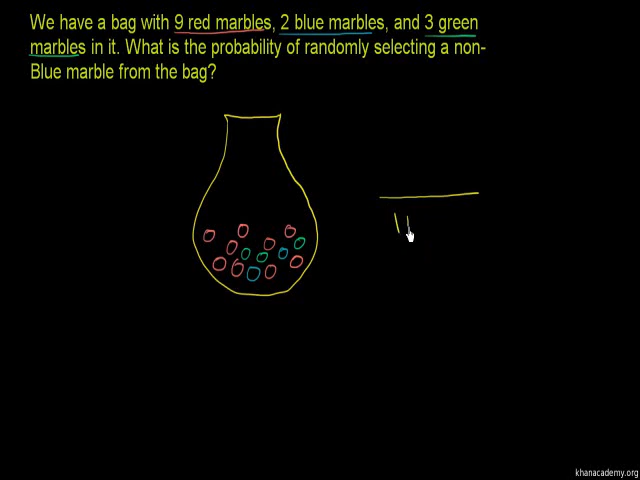 We have a bag with 9 red marbles, 2 blue marbles, and 3 green
marbles in it. What is the probability of randomly selecting a non-
Blue marble from the bag?
khanacademy.org